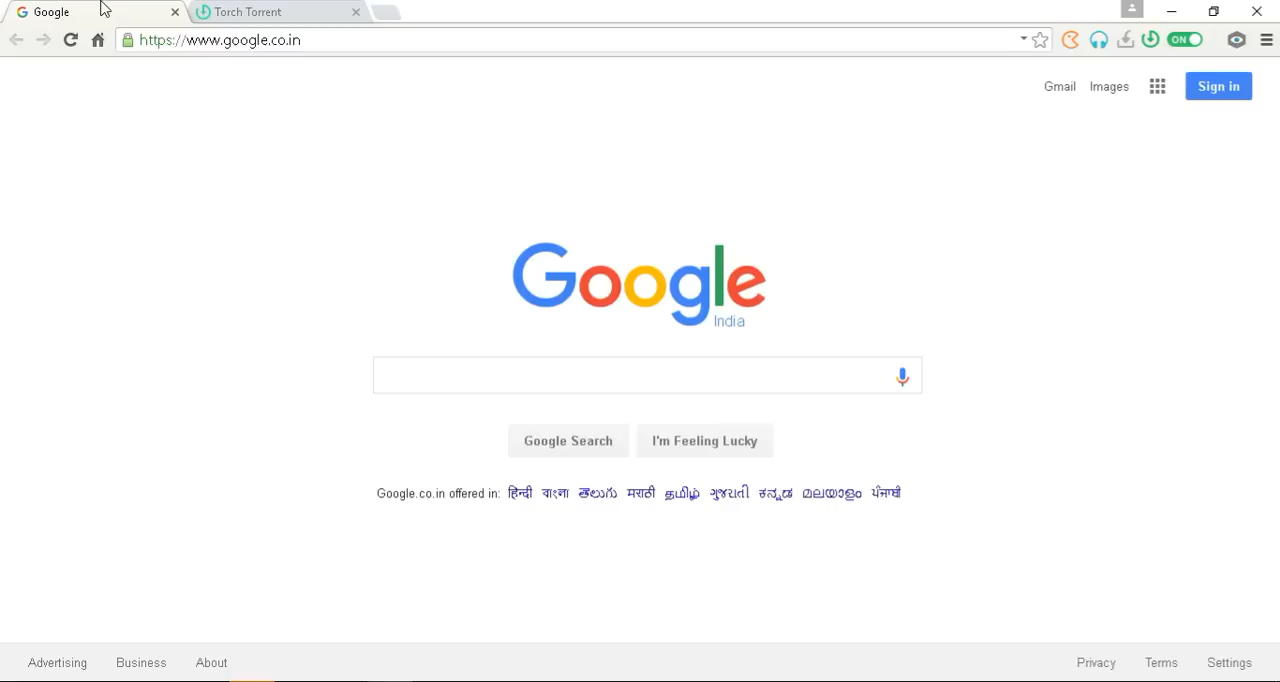 Google Torch Torrent
https://www.google.co.in ON
Gmail Images Sign in
Google
India
Google Search I'm Feeling Lucky
Google.co.in offered in: हिन्दी বাংলা తెలుగు मराठी தமிழ் ગુજરાતી ಕನ್ನಡ മലയാളം ਪੰਜਾਬੀ
Advertising Business About Privacy Terms Settings